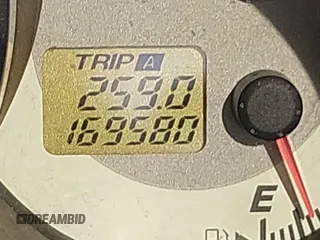 TRIP A
259.0
169580
E
DREAMBID